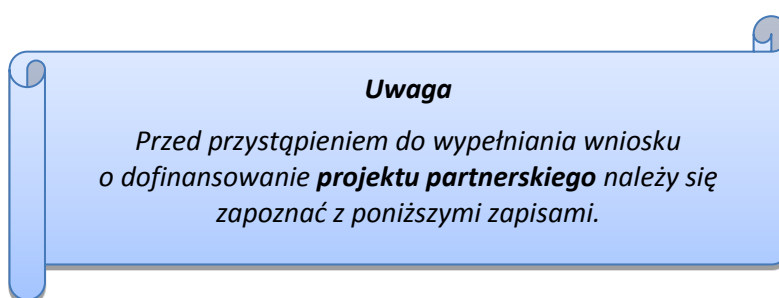 Uwaga
Przed przystąpieniem do wypełniania wniosku
o dofinansowanie projektu partnerskiego należy się
zapoznać z poniższymi zapisami.